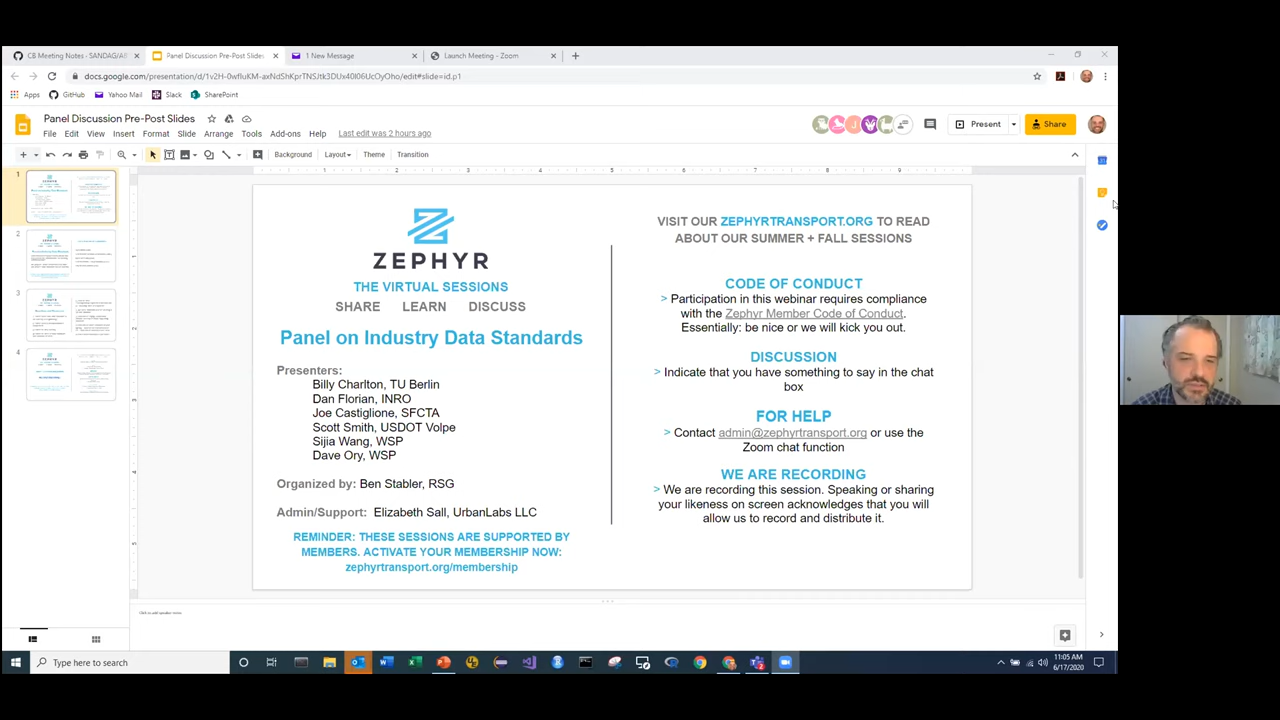 CB Meeting Notes - SANDAG/AB
Panel Discussion Pre-Post Slides
1 New Message
Launch Meeting - Zoom
Apps
GitHub
Yahoo Mail
Slack
SharePoint
Panel Discussion Pre-Post Slides
File Edit View Insert Format Slide Arrange Tools Add-ons Help Last edit was 2 hours ago
Present
Share
Background Layout Theme Transition
1
2
3
4
ZEPHYR
THE VIRTUAL SESSIONS
SHARE LEARN DISCUSS
Panel on Industry Data Standards
Presenters:
Billy Charlton, TU Berlin
Dan Florian, INRO
Joe Castiglione, SFCTA
Scott Smith, USDOT Volpe
Sijia Wang, WSP
Dave Ory, WSP
Organized by: Ben Stabler, RSG
Admin/Support: Elizabeth Sall, UrbanLabs LLC
REMINDER: THESE SESSIONS ARE SUPPORTED BY
MEMBERS. ACTIVATE YOUR MEMBERSHIP NOW:
zephyrtransport.org/membership
VISIT OUR ZEPHYRTRANSPORT.ORG TO READ
ABOUT OUR SUMMER + FALL SESSIONS
CODE OF CONDUCT
> Participation in this webinar requires compliance
with the Zephyr Member Code of Conduct.
Essentially: be nice or we will kick you out.
DISCUSSION
> Indicate that you have something to say in the chat
box
FOR HELP
> Contact admin@zephyrtransport.org or use the
Zoom chat function
WE ARE RECORDING
> We are recording this session. Speaking or sharing
your likeness on screen acknowledges that you will
allow us to record and distribute it.
Click to add speaker notes
Type here to search
11:05 AM
6/17/2020